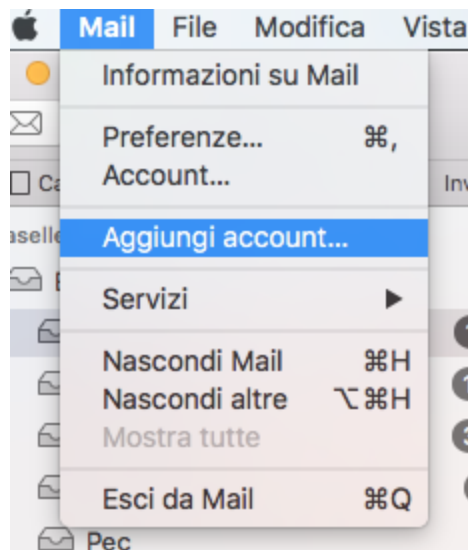 Mail File Modifica Vista
Informazioni su Mail
Preferenze... ⌘,
Account...
Aggiungi account...
Servizi ▶
Nascondi Mail ⌘H
Nascondi altre ⌥⌘H
Mostra tutte
Esci da Mail ⌘Q
Pec